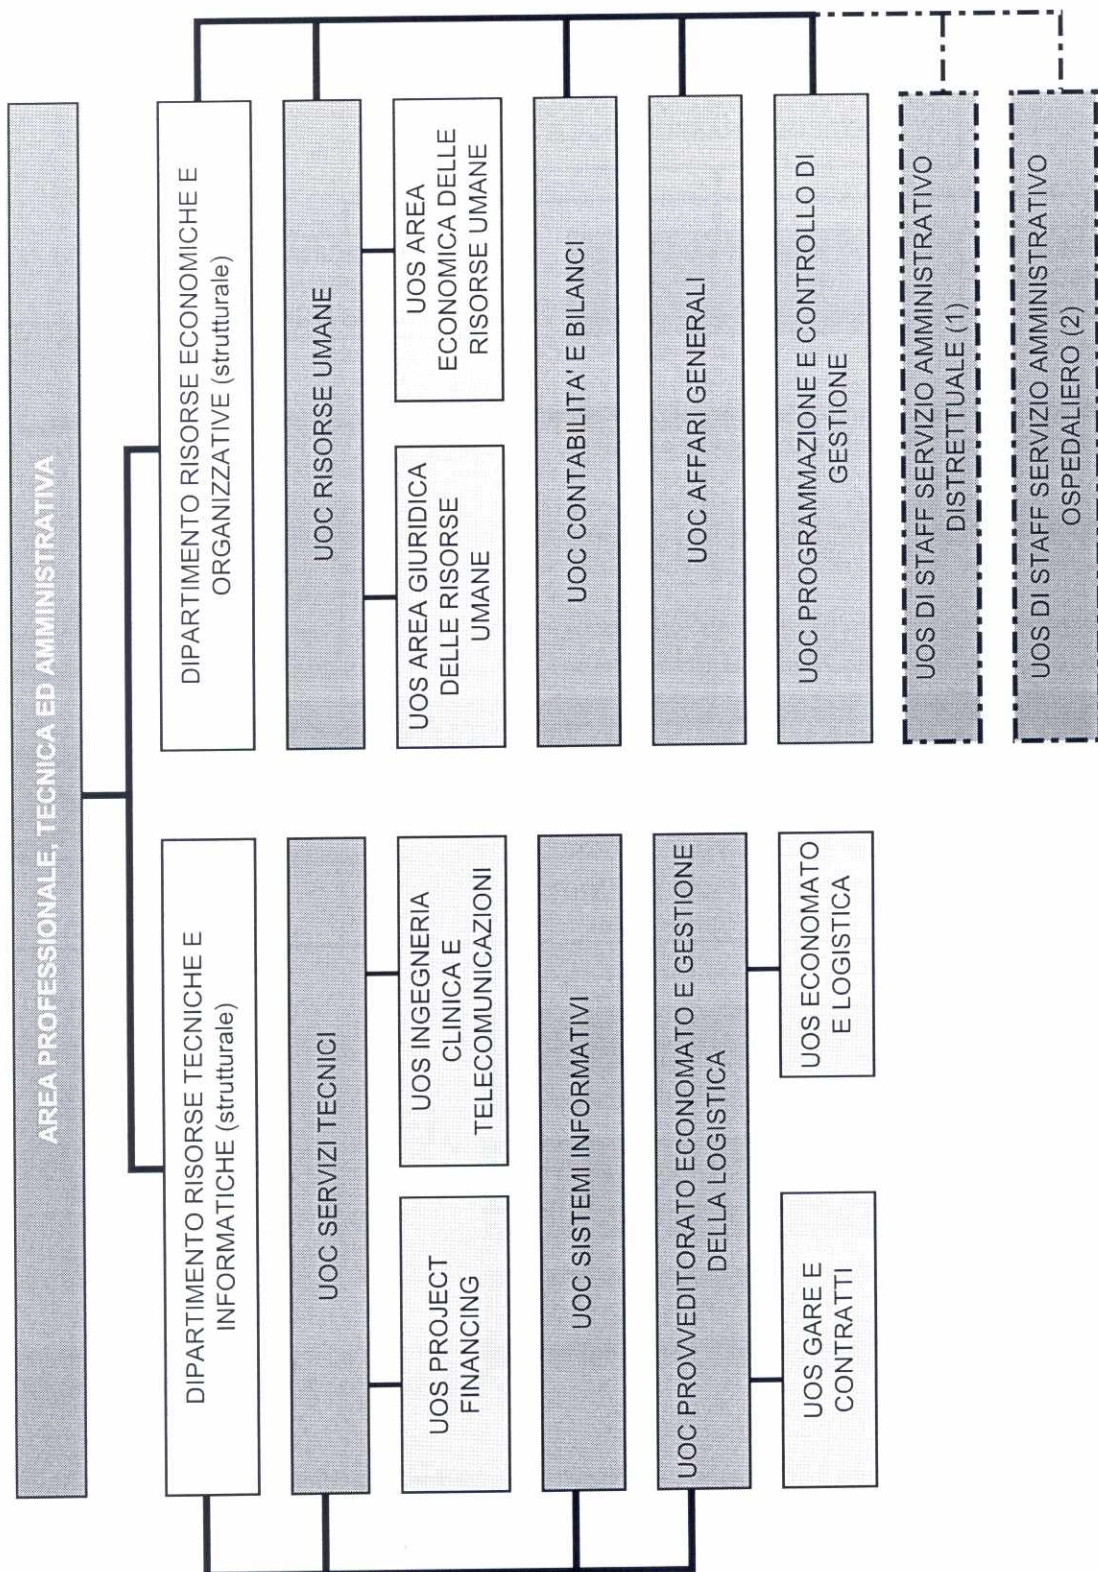 AREA PROFESSIONALE, TECNICA ED AMMINISTRATIVA
DIPARTIMENTO RISORSE TECNICHE E
INFORMATICHE (strutturale)
UOC SERVIZI TECNICI
UOS PROJECT
FINANCING
UOS INGEGNERIA
CLINICA E
TELECOMUNICAZIONI
UOC SISTEMI INFORMATIVI
UOC PROVVEDITORATO ECONOMATO E GESTIONE
DELLA LOGISTICA
UOS GARE E
CONTRATTI
UOS ECONOMATO
E LOGISTICA
DIPARTIMENTO RISORSE ECONOMICHE E
ORGANIZZATIVE (strutturale)
UOC RISORSE UMANE
UOS AREA GIURIDICA
DELLE RISORSE
UMANE
UOS AREA
ECONOMICA DELLE
RISORSE UMANE
UOC CONTABILITA' E BILANCI
UOC AFFARI GENERALI
UOC PROGRAMMAZIONE E CONTROLLO DI
GESTIONE
UOS DI STAFF SERVIZIO AMMINISTRATIVO
DISTRETTUALE (1)
UOS DI STAFF SERVIZIO AMMINISTRATIVO
OSPEDALIERO (2)